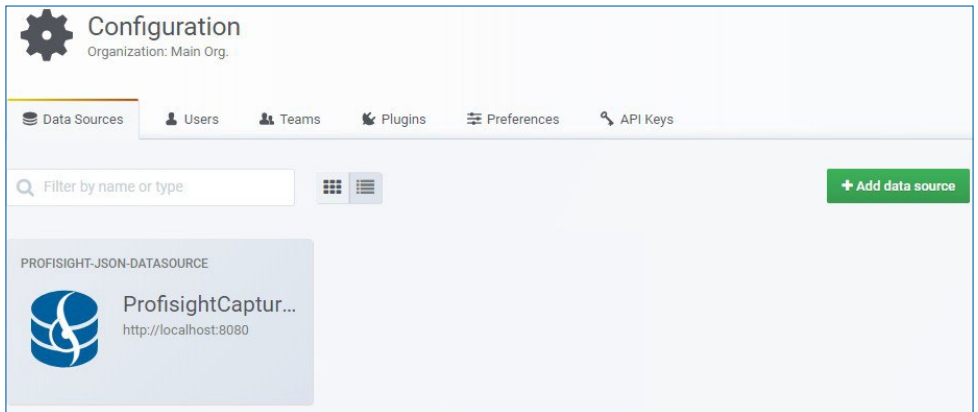 Configuration
Organization: Main Org.
Data Sources Users Teams Plugins Preferences API Keys
Filter by name or type
+ Add data source
PROFISIGHT-JSON-DATASOURCE
ProfisightCaptur...
http://localhost:8080